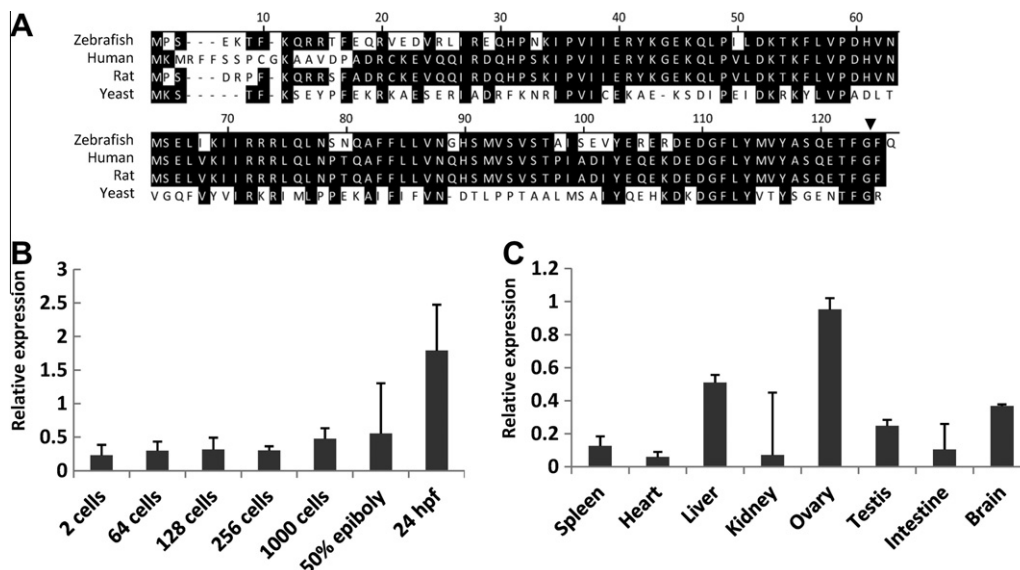 A
10 20 30 40 50 60
Zebrafish MPS---EKTF-KQRRTFEQRVEDVRLIREQHPNKIPVIIERYKGEKQLPILDKTKFLVPDHVN
Human MKMRFFSSPCGKAAVDPADRCKEVQQIRDQHPSKIPVIIERYKGEKQLPVLDKTKFLVPDHVN
Rat MPS---DRPF-KQRRSFADRCKEVQQIRDQHPSKIPVIIERYKGEKQLPVLDKTKFLVPDHVN
Yeast MKS-----TF-KSEYPFEKRKAESERIADRFKNRIPVICEKAE-KSDIPEIDKRKYLVPADLT
70 80 90 100 110 120
Zebrafish MSELIKIIRRRLQLNSNQAFFLLVNGHSMVSVSTAISEVYERERDEDGFLYMVYASQETFGFQ
Human MSELVKIIRRRLQLNPTQAFFLLVNQHSMVSVSTPIADIYEQEKDEDGFLYMVYASQETFGF
Rat MSELVKIIRRRLQLNPTQAFFLLVNQHSMVSVSTPIADIYEQEKDEDGFLYMVYASQETFGF
Yeast VGQFVYVIRKRIMLPPEKAIFIFVN-DTLPPTAALMSAIYQEHKDKDGFLYVTYSGENTFGR
B
Relative expression
3
2.5
2
1.5
1
0.5
0
2 cells
64 cells
128 cells
256 cells
1000 cells
50% epiboly
24 hpf
C
Relative expression
1.2
1
0.8
0.6
0.4
0.2
0
Spleen
Heart
Liver
Kidney
Ovary
Testis
Intestine
Brain